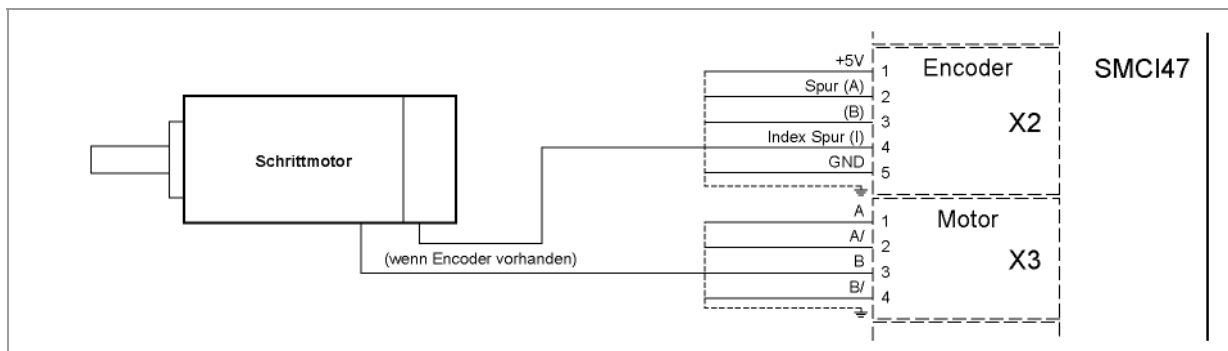 Schrittmotor
(wenn Encoder vorhanden)
SMCI47
Encoder
X2
+5V 1
Spur (A) 2
(B) 3
Index Spur (I) 4
GND 5
Motor
X3
A 1
A/ 2
B 3
B/ 4